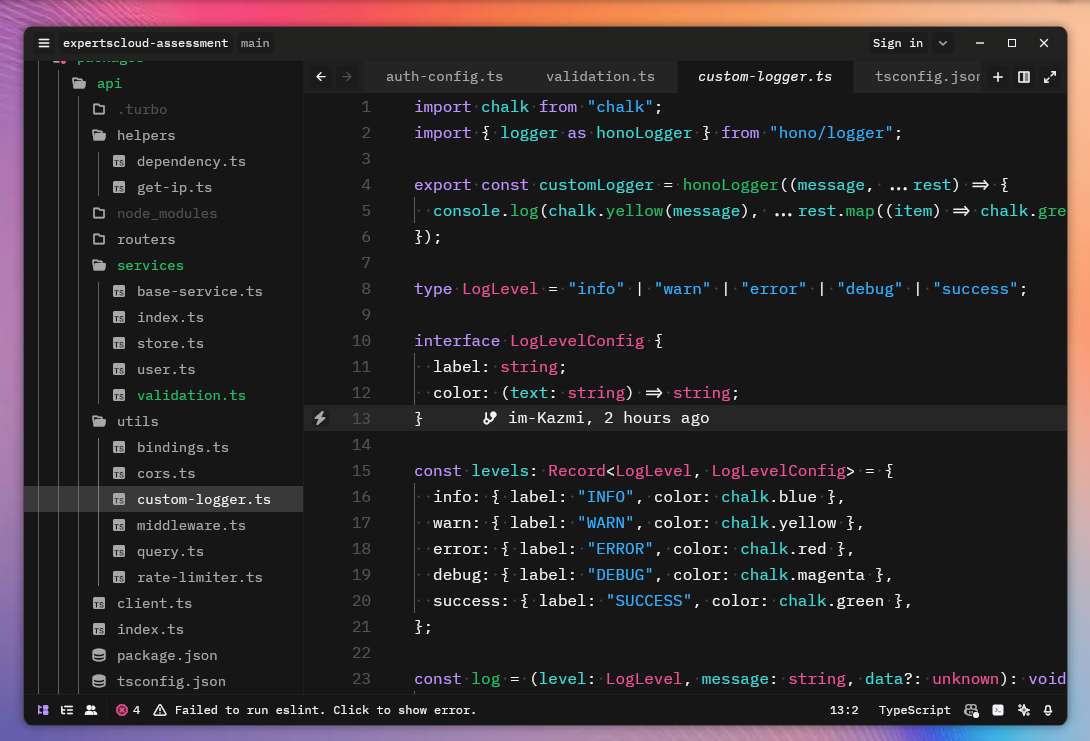 expertscloud-assessment main Sign in
packages
api
.turbo
helpers
dependency.ts
get-ip.ts
node_modules
routers
services
base-service.ts
index.ts
store.ts
user.ts
validation.ts
utils
bindings.ts
cors.ts
custom-logger.ts
middleware.ts
query.ts
rate-limiter.ts
client.ts
index.ts
package.json
tsconfig.json
auth-config.ts validation.ts custom-logger.ts tsconfig.json
1 import chalk from "chalk";
2 import { logger as honoLogger } from "hono/logger";
3
4 export const customLogger = honoLogger((message, ...rest) => {
5 console.log(chalk.yellow(message), ...rest.map((item) => chalk.gre
6 });
7
8 type LogLevel = "info" | "warn" | "error" | "debug" | "success";
9
10 interface LogLevelConfig {
11 label: string;
12 color: (text: string) => string;
13 } im-Kazmi, 2 hours ago
14
15 const levels: Record<LogLevel, LogLevelConfig> = {
16 info: { label: "INFO", color: chalk.blue },
17 warn: { label: "WARN", color: chalk.yellow },
18 error: { label: "ERROR", color: chalk.red },
19 debug: { label: "DEBUG", color: chalk.magenta },
20 success: { label: "SUCCESS", color: chalk.green },
21 };
22
23 const log = (level: LogLevel, message: string, data?: unknown): void
4 Failed to run eslint. Click to show error. 13:2 TypeScript